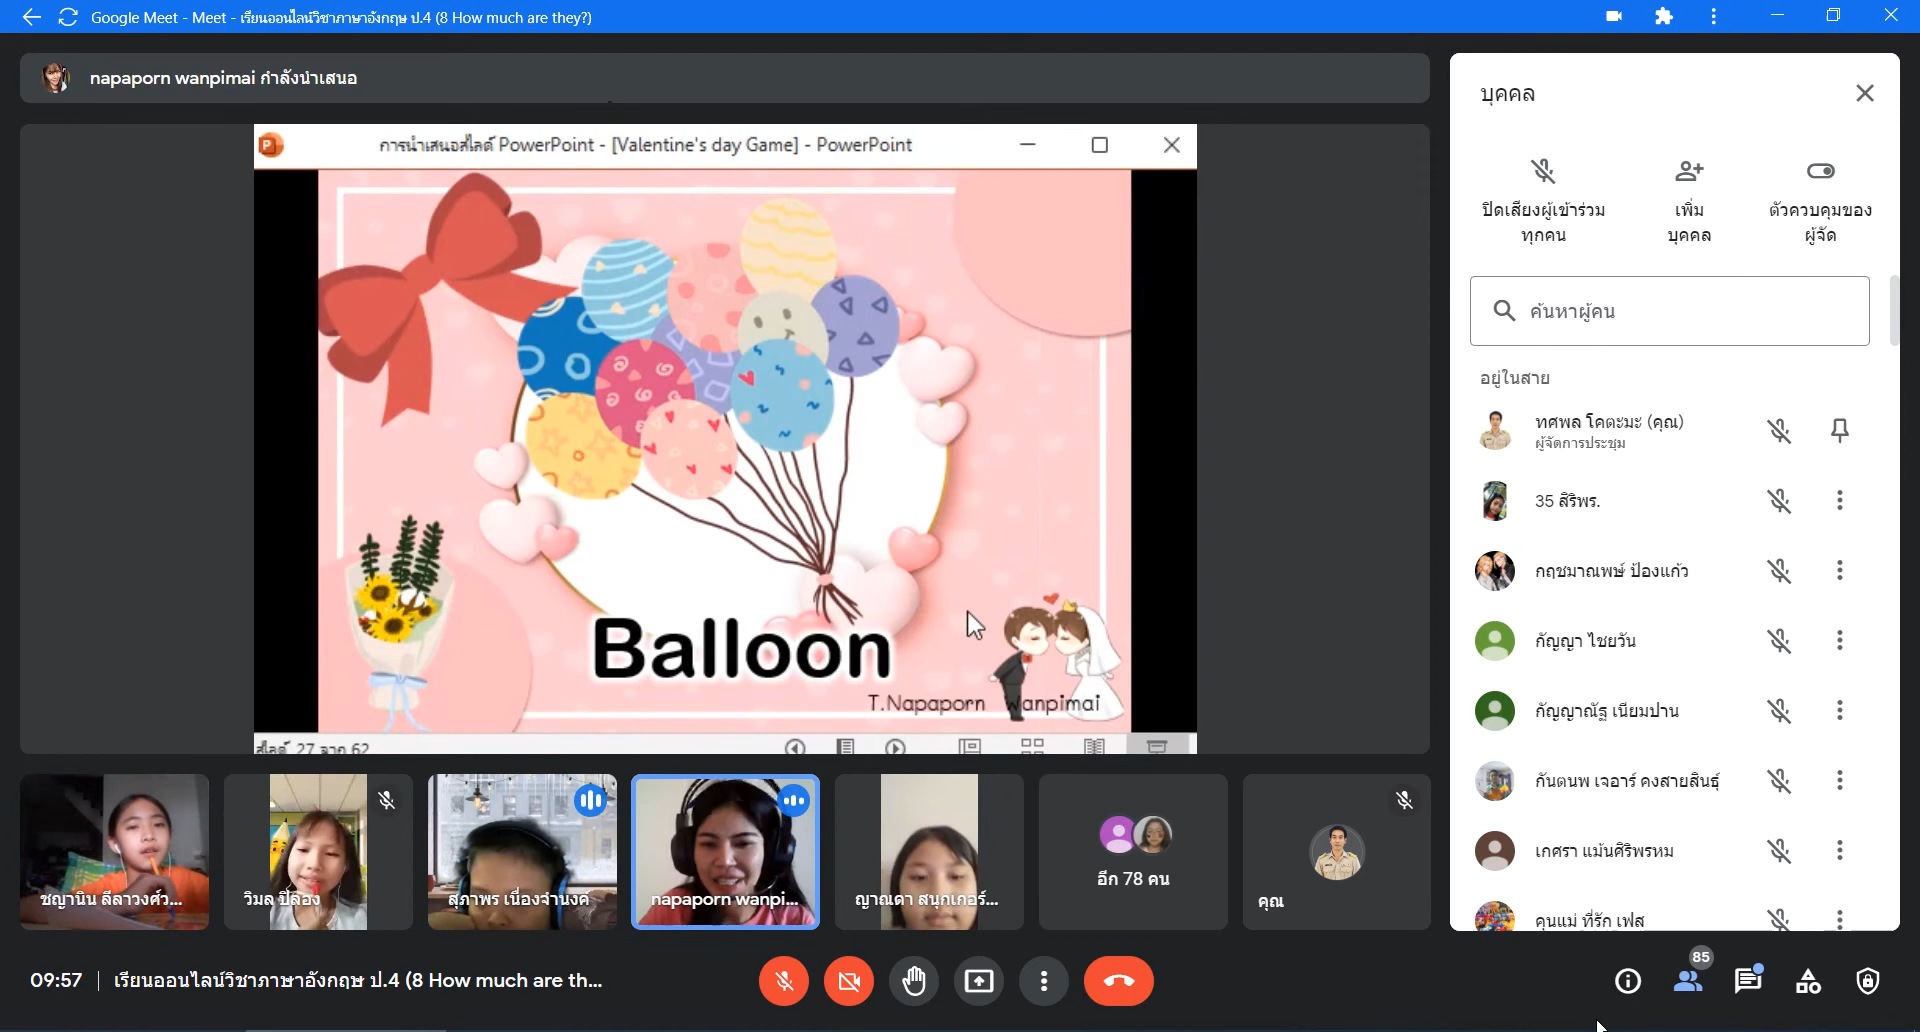 Google Meet - Meet - เรียนออนไลน์วิชาภาษาอังกฤษ ป.4 (8 How much are they?)
napaporn wanpimai กำลังนำเสนอ
การนำเสนอสไลด์ PowerPoint - [Valentine's day Game] - PowerPoint
Balloon
T.Napaporn Wanpimai
สไลด์ 27 จาก 62
ชญานิน ลีลาวงศ์ว...
วิมล ปิ่ล้อง
สุภาพร เนื่องจำนงค์
napaporn wanpi...
ญาณดา สนุกเกอร์...
อีก 78 คน
คุณ
09:57
เรียนออนไลน์วิชาภาษาอังกฤษ ป.4 (8 How much are th...
บุคคล
ปิดเสียงผู้เข้าร่วม
ทุกคน
เพิ่ม
บุคคล
ตัวควบคุมของ
ผู้จัด
ค้นหาผู้คน
อยู่ในสาย
ทศพล โคตะมะ (คุณ)
ผู้จัดการประชุม
35 สิริพร.
กฤชมาณพษ์ ป้องแก้ว
กัญญา ไชยวัน
กัญญาณัฐ เนียมปาน
กันตนพ เจอาร์ คงสายสินธุ์
เกศรา แม้นศิริพรหม
คุนแม่ ที่รัก เฟส
85